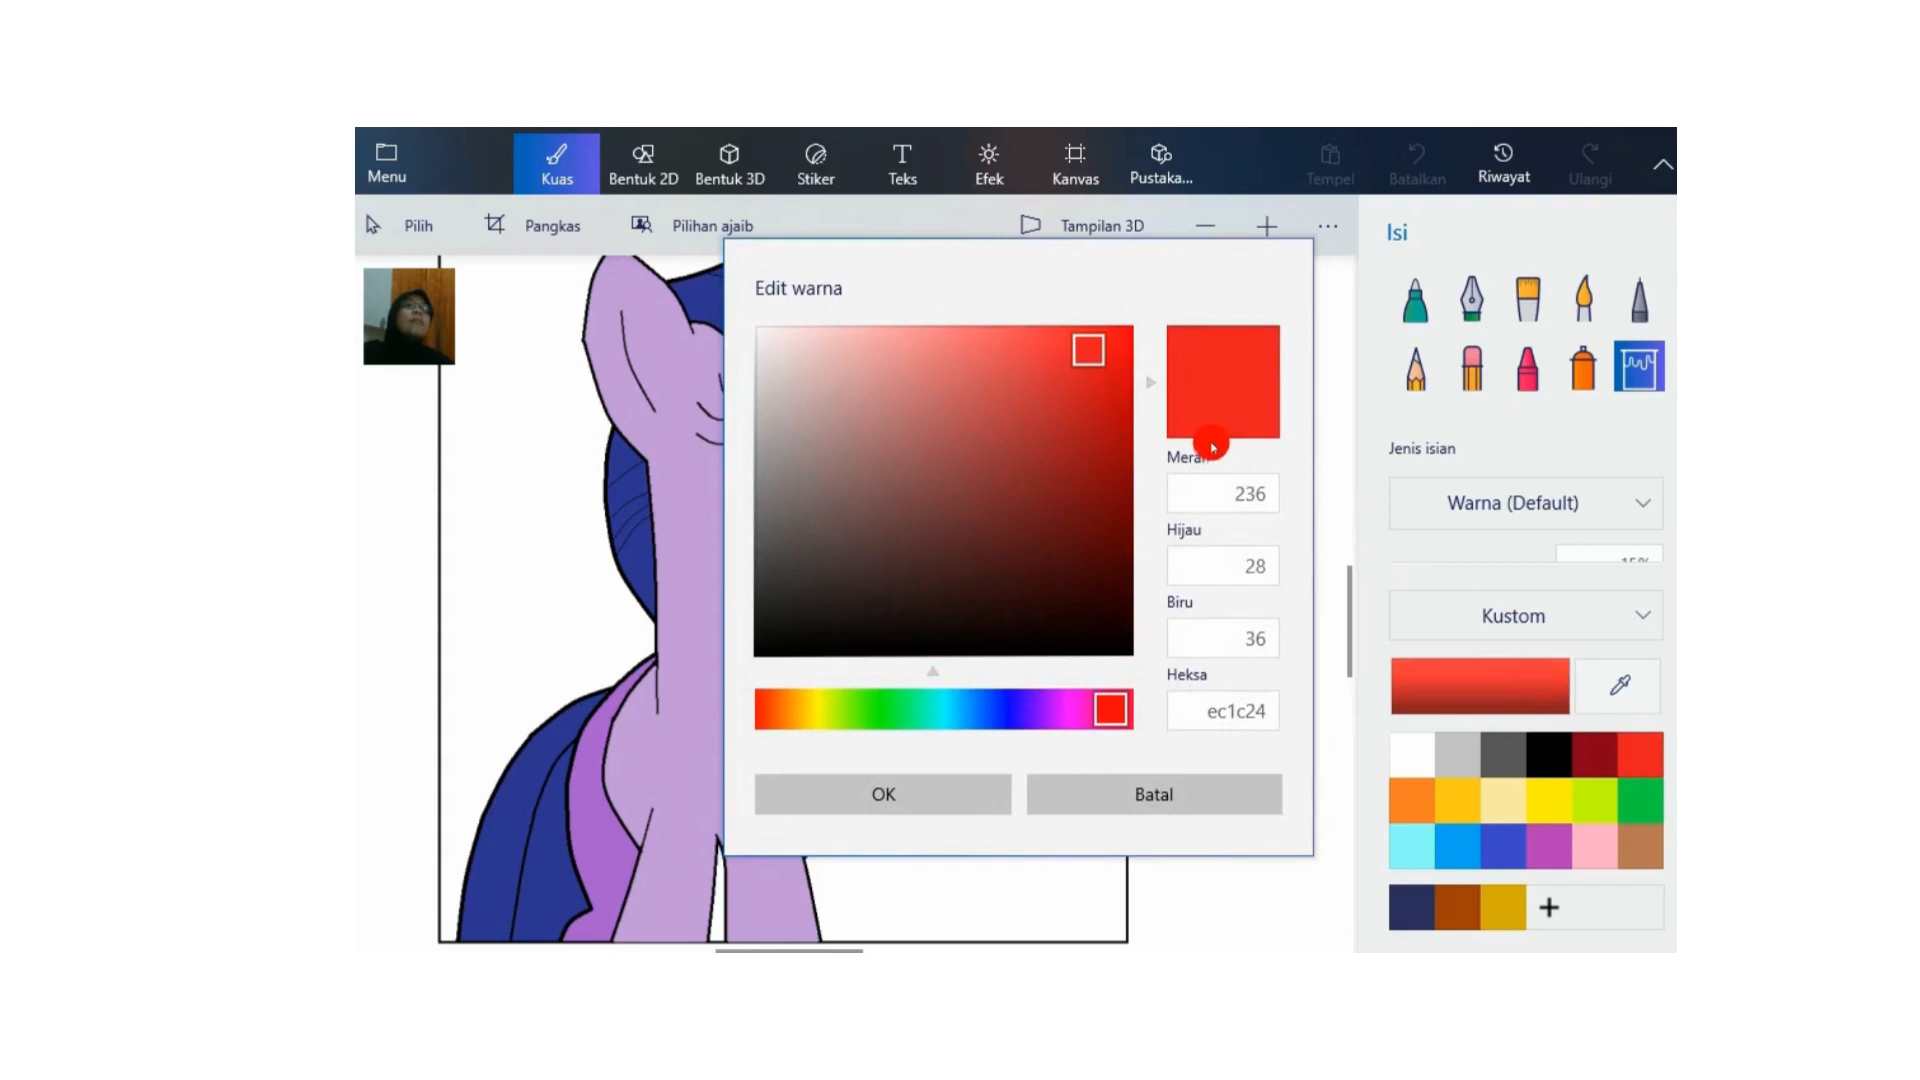 Menu
Kuas
Bentuk 2D
Bentuk 3D
Stiker
Teks
Efek
Kanvas
Pustaka...
Tempel
Batalkan
Riwayat
Ulangi
Pilih
Pangkas
Pilihan ajaib
Tampilan 3D
Isi
Edit warna
Jenis isian
Warna (Default)
236
Hijau
28
Biru
36
Heksa
ec1c24
Kustom
OK
Batal